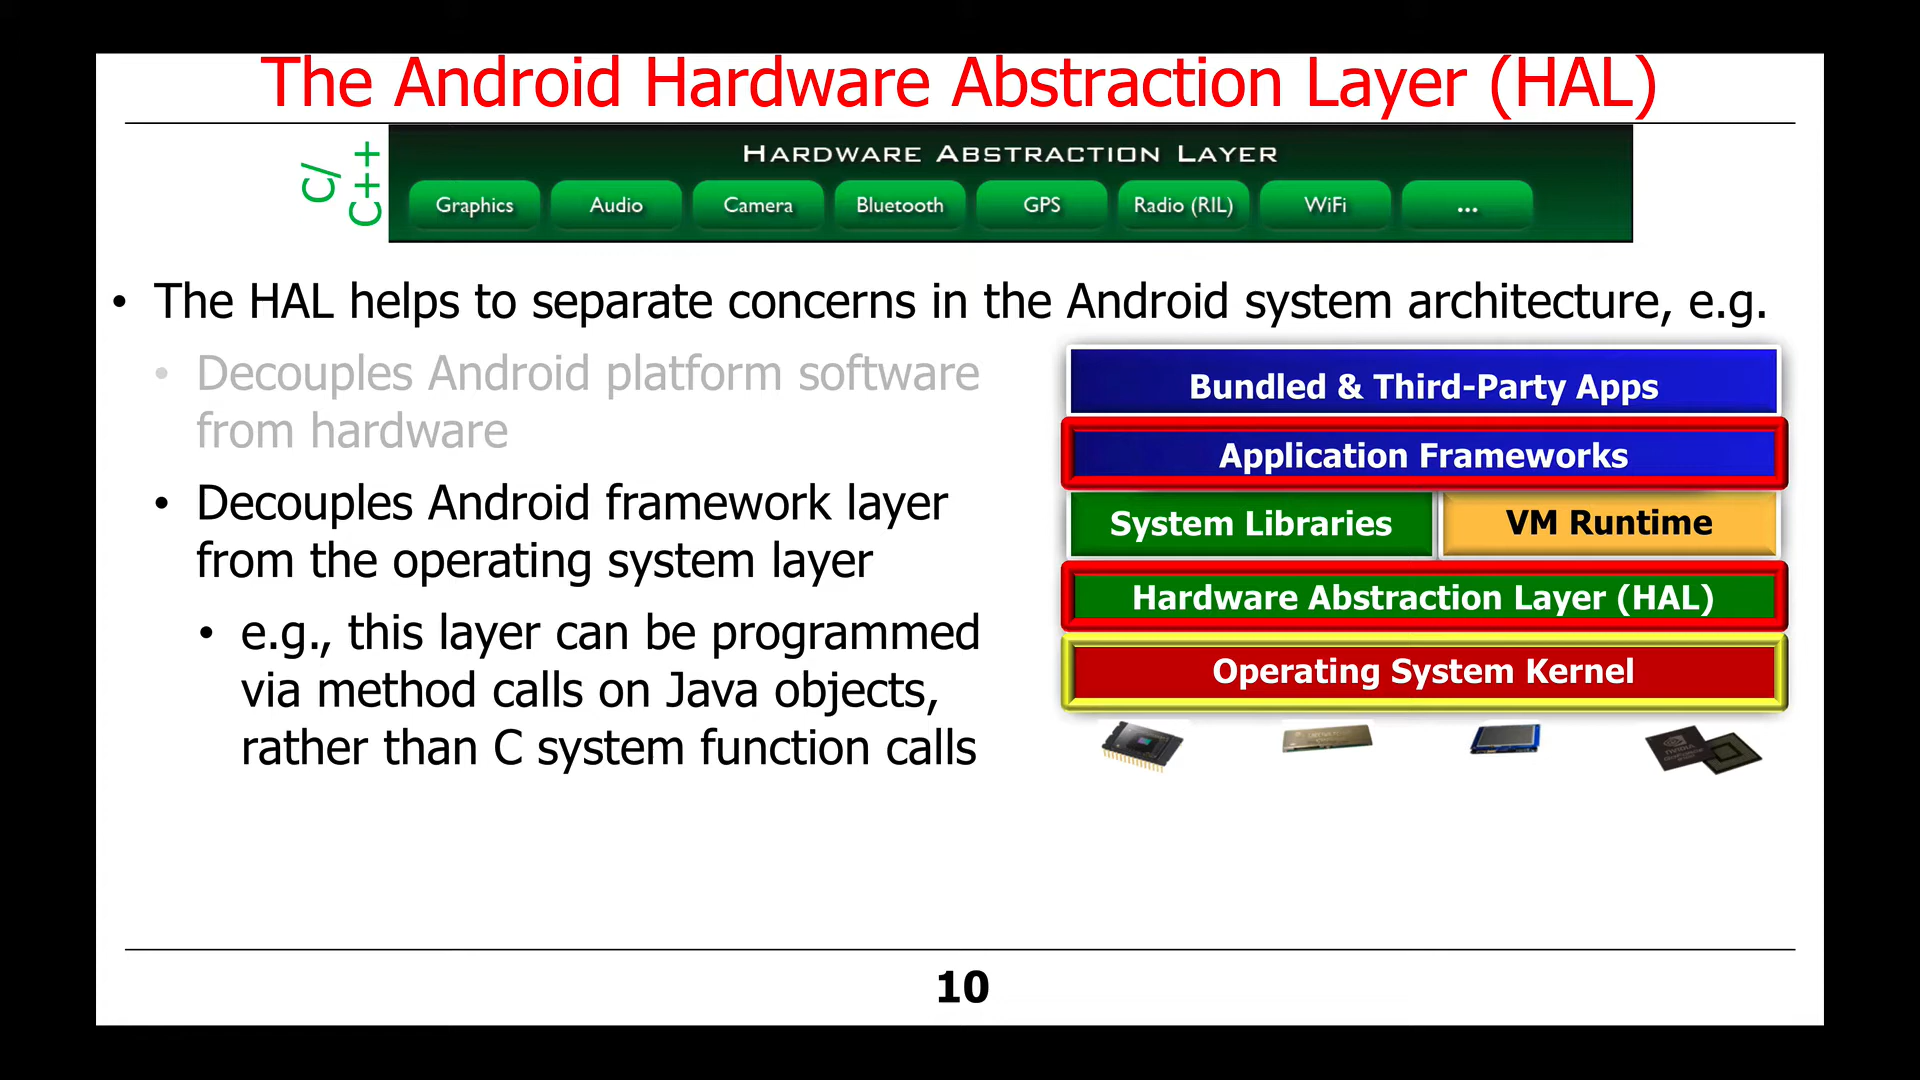 The Android Hardware Abstraction Layer (HAL)
C/
C++
HARDWARE ABSTRACTION LAYER
Graphics Audio Camera Bluetooth GPS Radio (RIL) WiFi ...
• The HAL helps to separate concerns in the Android system architecture, e.g.
• Decouples Android platform software
from hardware
• Decouples Android framework layer
from the operating system layer
• e.g., this layer can be programmed
via method calls on Java objects,
rather than C system function calls
Bundled & Third-Party Apps
Application Frameworks
System Libraries VM Runtime
Hardware Abstraction Layer (HAL)
Operating System Kernel
NVIDIA
10